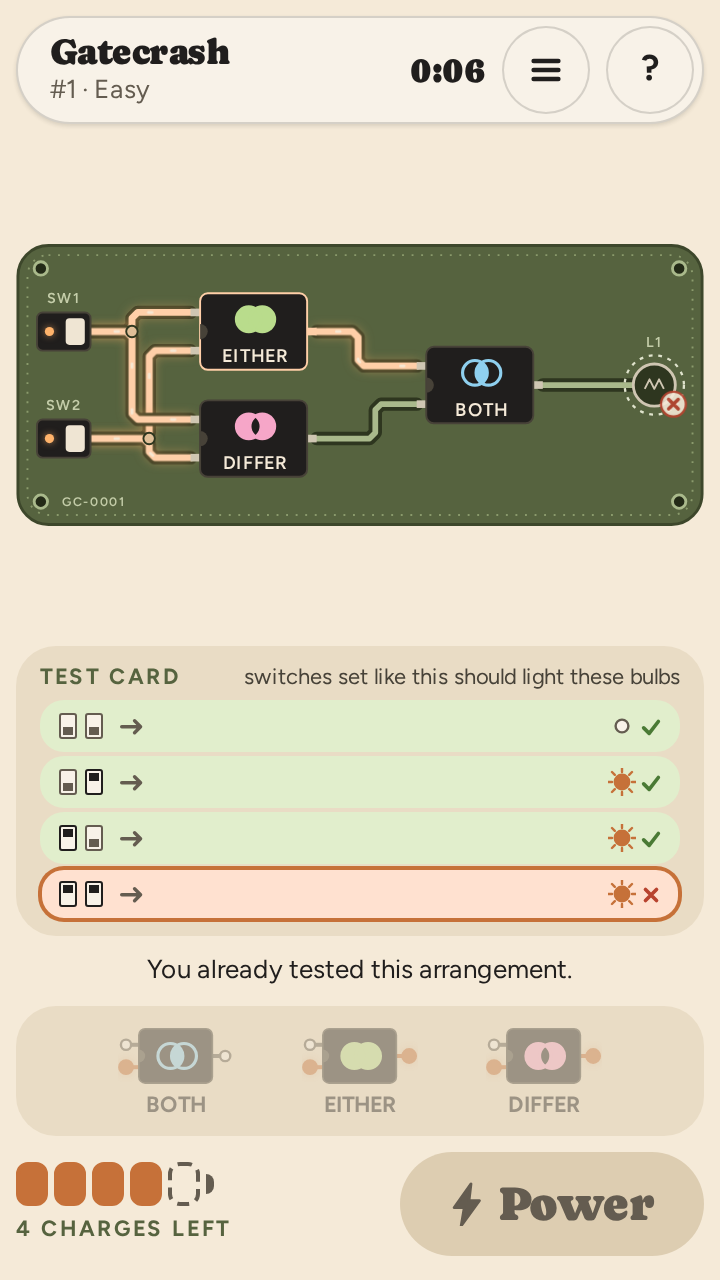 Gatecrash
#1 · Easy
0:06
?
SW1
SW2
EITHER
DIFFER
BOTH
L1
GC-0001
TEST CARD
switches set like this should light these bulbs
You already tested this arrangement.
BOTH
EITHER
DIFFER
4 CHARGES LEFT
Power